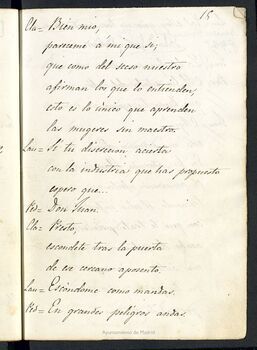 15
Cla= Bien mio,
pareceme á mi que si;
que como del secso nuestro
afirman los que lo entienden,
esto es lo único que aprenden
las mugeres sin maestro.
Lau= Si tu discrecion acierta
con la industria que has propuesto
espero que...
Ped= Don Juan.
Cla= Presto,
escondete tras la puerta
de ese cercano aposento.
Lau= Escóndome como mandas.
Ped= En grandes peligros andas.
Ayuntamiento de Madrid